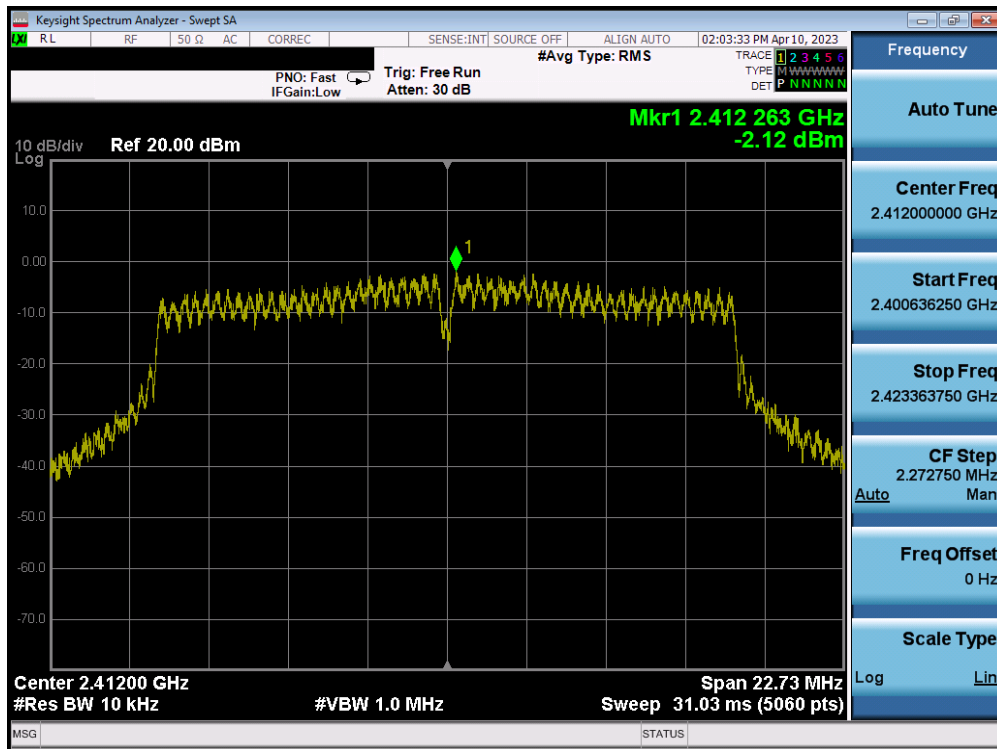 Keysight Spectrum Analyzer - Swept SA
LXI RL RF 50 Ω AC CORREC SENSE:INT SOURCE OFF ALIGN AUTO 02:03:33 PM Apr 10, 2023
#Avg Type: RMS
TRACE 1 2 3 4 5 6
PNO: Fast Trig: Free Run
TYPE M WWWWW
IFGain:Low Atten: 30 dB
DET P N N N N N
Mkr1 2.412 263 GHz
-2.12 dBm
10 dB/div Ref 20.00 dBm
Log
1
10.0
0.00
-10.0
-20.0
-30.0
-40.0
-50.0
-60.0
-70.0
Center 2.41200 GHz Span 22.73 MHz
#Res BW 10 kHz #VBW 1.0 MHz Sweep 31.03 ms (5060 pts)
MSG STATUS
Frequency
Auto Tune
Center Freq
2.412000000 GHz
Start Freq
2.400636250 GHz
Stop Freq
2.423363750 GHz
CF Step
2.272750 MHz
Auto Man
Freq Offset
0 Hz
Scale Type
Log Lin